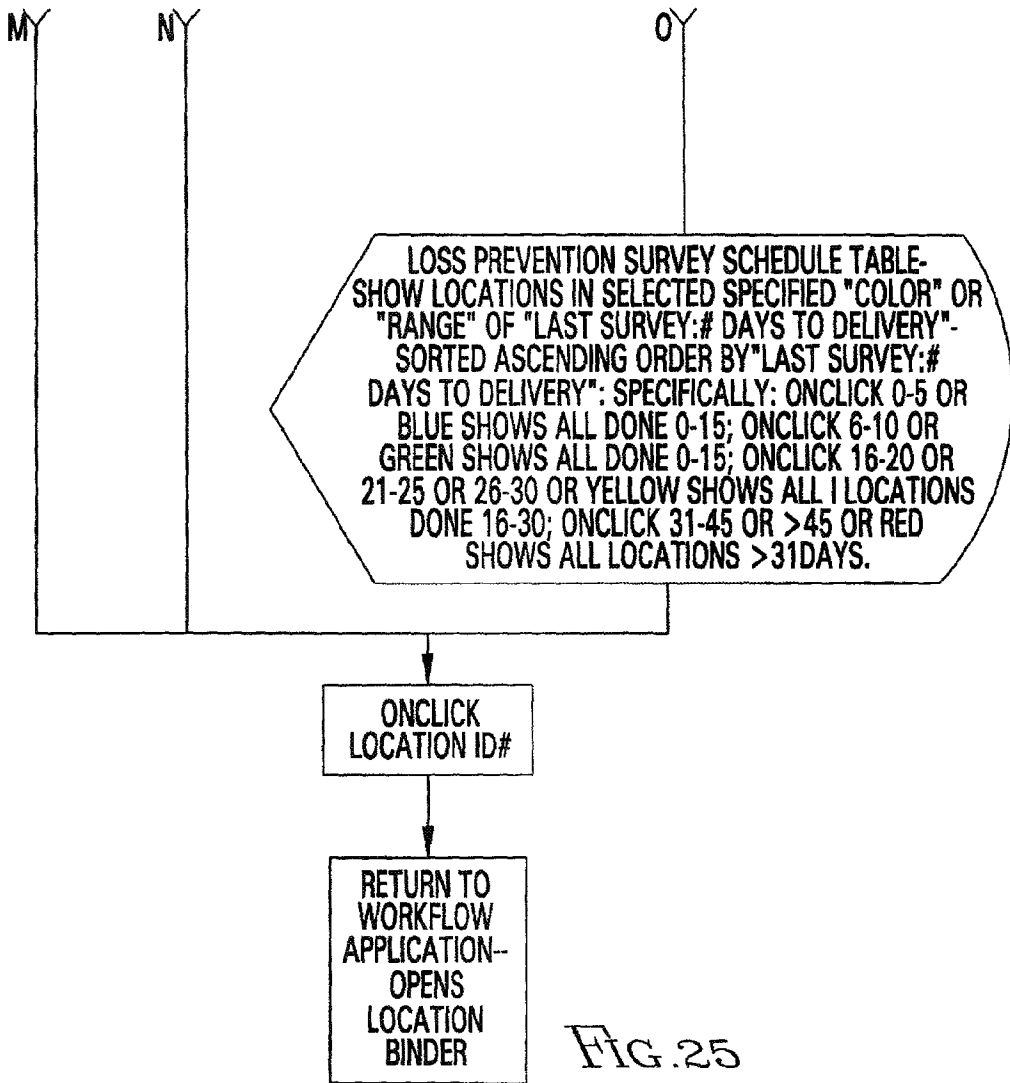 M N O
LOSS PREVENTION SURVEY SCHEDULE TABLE-
SHOW LOCATIONS IN SELECTED SPECIFIED "COLOR" OR
"RANGE" OF "LAST SURVEY:# DAYS TO DELIVERY"-
SORTED ASCENDING ORDER BY"LAST SURVEY:#
DAYS TO DELIVERY": SPECIFICALLY: ONCLICK 0-5 OR
BLUE SHOWS ALL DONE 0-15; ONCLICK 6-10 OR
GREEN SHOWS ALL DONE 0-15; ONCLICK 16-20 OR
21-25 OR 26-30 OR YELLOW SHOWS ALL I LOCATIONS
DONE 16-30; ONCLICK 31-45 OR >45 OR RED
SHOWS ALL LOCATIONS >31DAYS.
ONCLICK
LOCATION ID#
RETURN TO
WORKFLOW
APPLICATION--
OPENS
LOCATION
BINDER
FIG.25